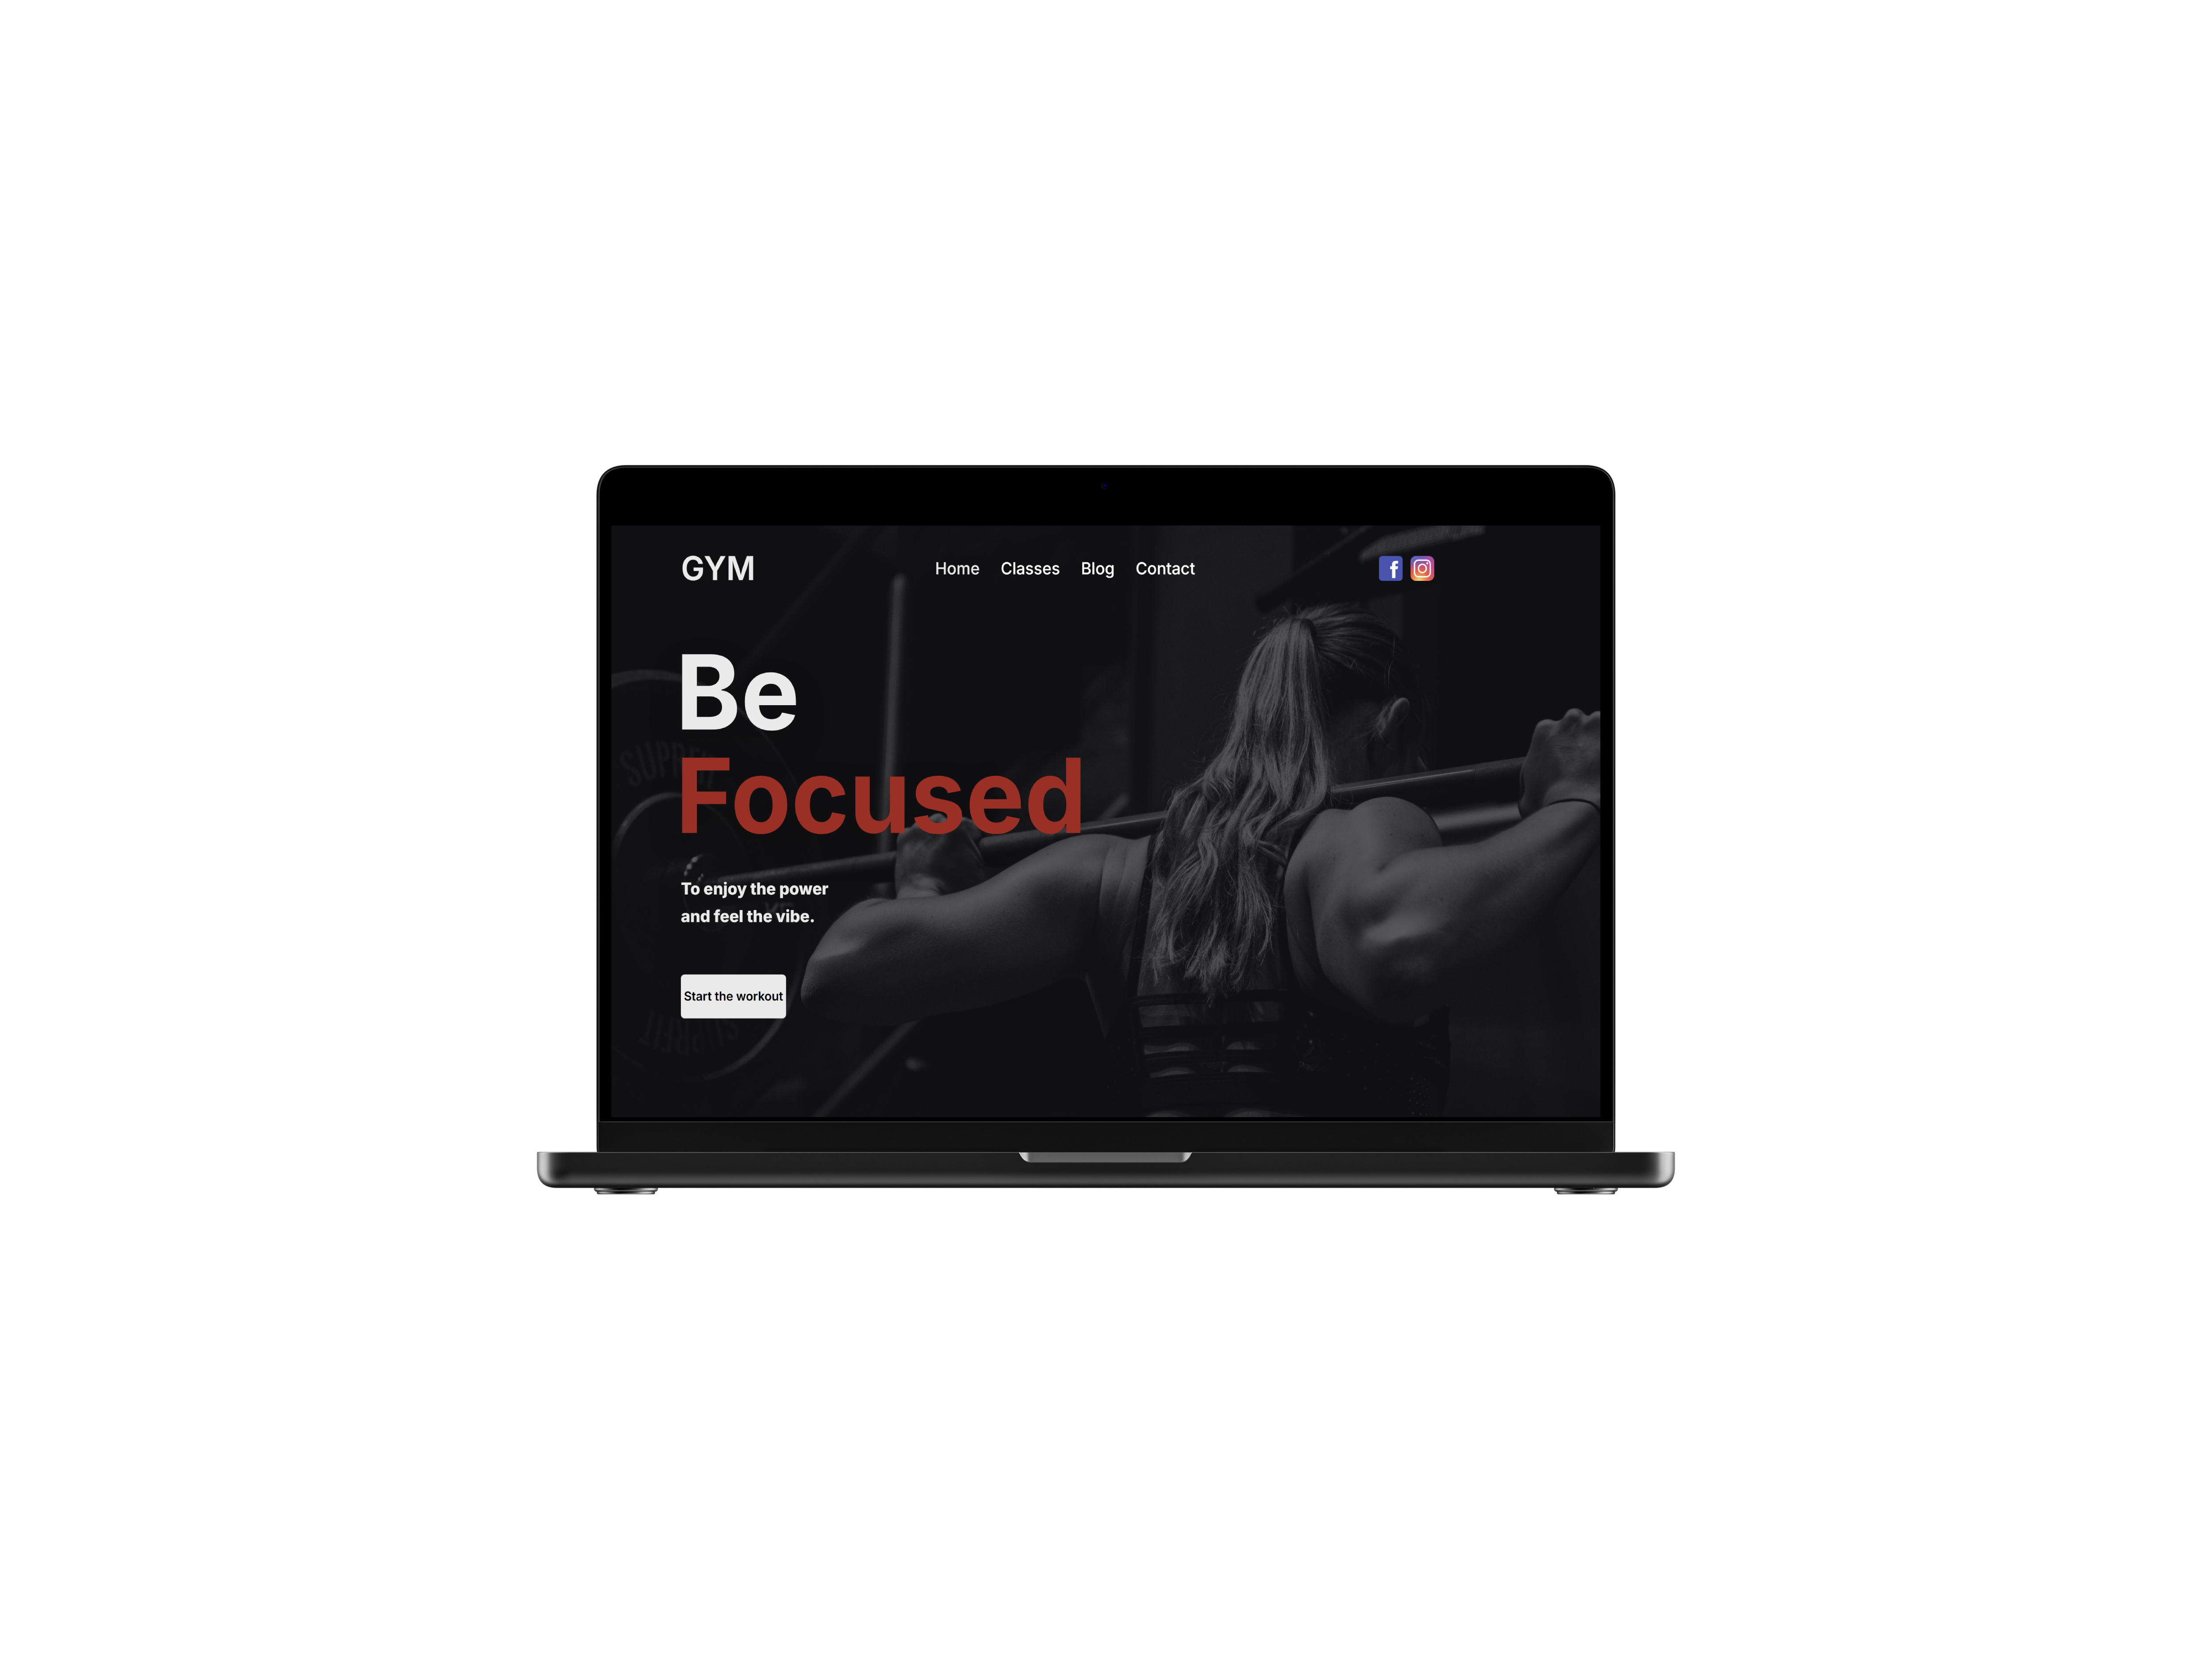 GYM
Home Classes Blog Contact
Be
Focused
To enjoy the power
and feel the vibe.
Start the workout